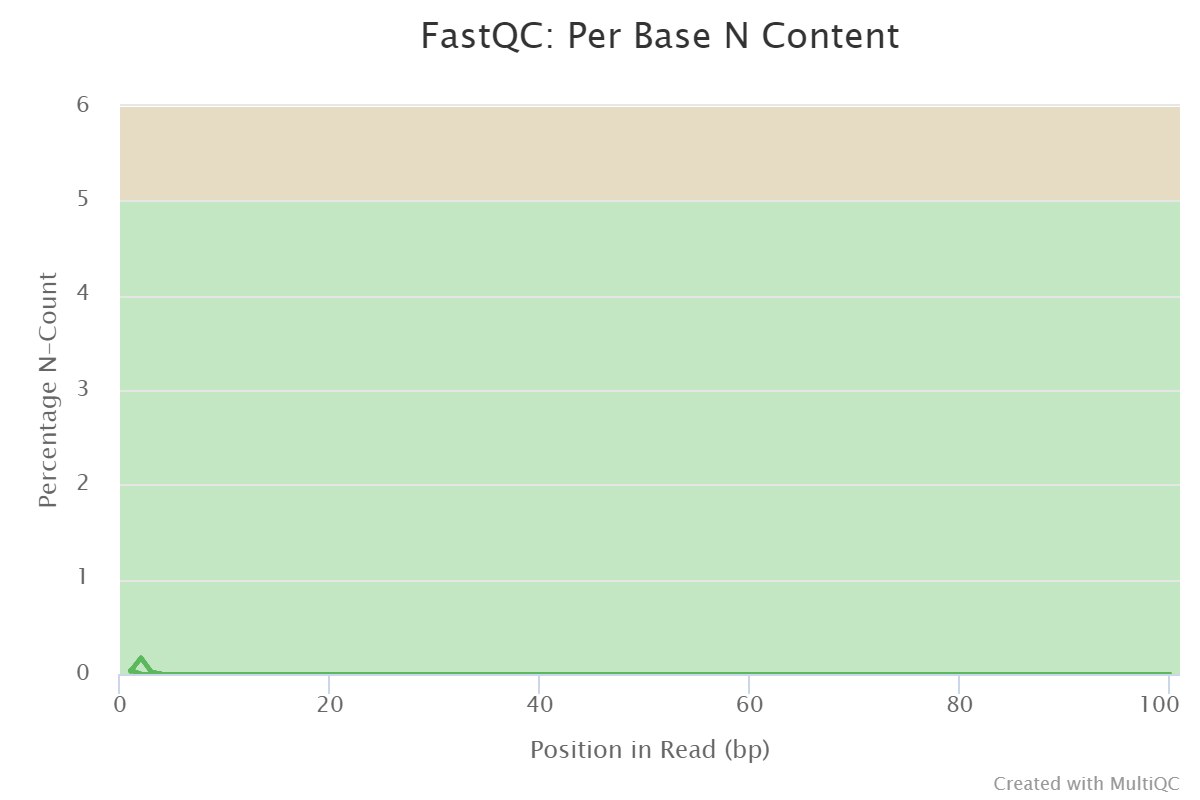 FastQC: Per Base N Content
6
5
4
3
2
1
0
Percentage N-Count
0 20 40 60 80 100
Position in Read (bp)
Created with MultiQC